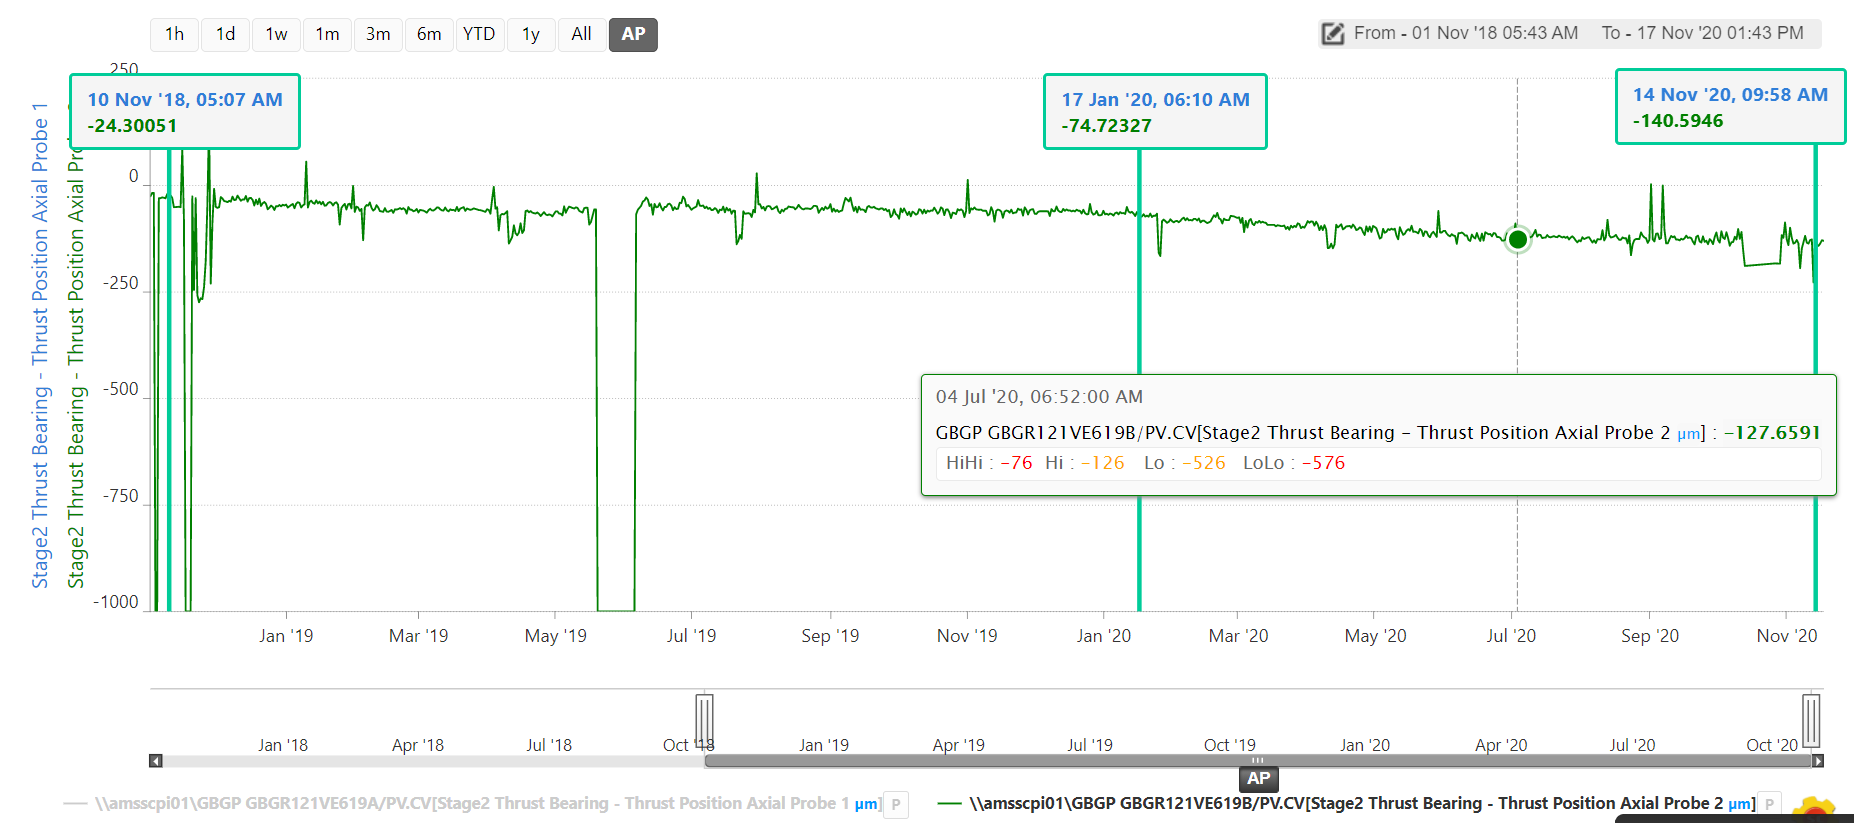 1h 1d 1w 1m 3m 6m YTD 1y All AP
From - 01 Nov '18 05:43 AM To - 17 Nov '20 01:43 PM
250
10 Nov '18, 05:07 AM
-24.30051
17 Jan '20, 06:10 AM
-74.72327
14 Nov '20, 09:58 AM
-140.5946
Stage2 Thrust Bearing - Thrust Position Axial Probe 1
Stage2 Thrust Bearing - Thrust Position Axial Pro
0
-250
-500
-750
-1000
04 Jul '20, 06:52:00 AM
GBGP GBGR121VE619B/PV.CV[Stage2 Thrust Bearing - Thrust Position Axial Probe 2 µm] : -127.6591
HiHi : -76 Hi : -126 Lo : -526 LoLo : -576
Jan '19 Mar '19 May '19 Jul '19 Sep '19 Nov '19 Jan '20 Mar '20 May '20 Jul '20 Sep '20 Nov '20
Jan '18 Apr '18 Jul '18 Oct '18 Jan '19 Apr '19 Jul '19 Oct '19 Jan '20 Apr '20 Jul '20 Oct '20
AP
\\amsscpi01\GBGP GBGR121VE619A/PV.CV[Stage2 Thrust Bearing - Thrust Position Axial Probe 1 µm] P
\\amsscpi01\GBGP GBGR121VE619B/PV.CV[Stage2 Thrust Bearing - Thrust Position Axial Probe 2 µm] P